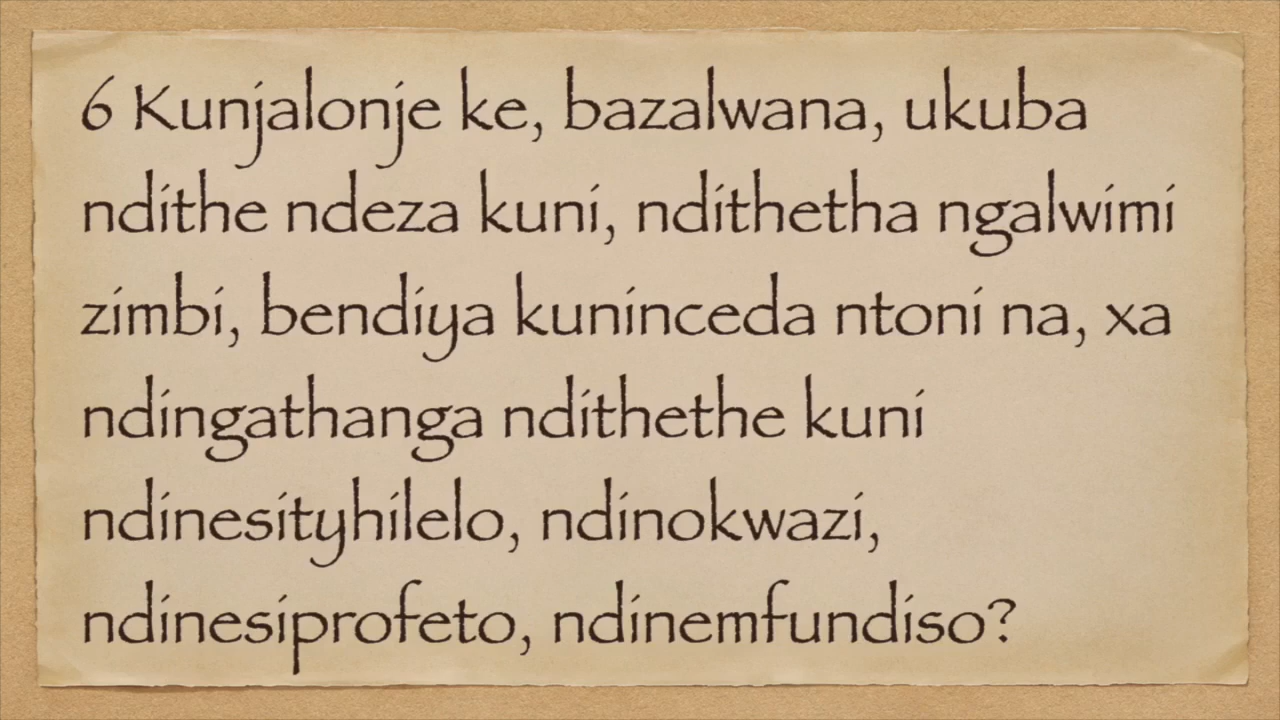 6 Kunjalonje ke, bazalwana, ukuba
ndithe ndeza kuni, ndithetha ngalwimi
zimbi, bendiya kuninceda ntoni na, xa
ndingathanga ndithethe kuni
ndinesityhilelo, ndinokwazi,
ndinesiprofeto, ndinemfundiso?